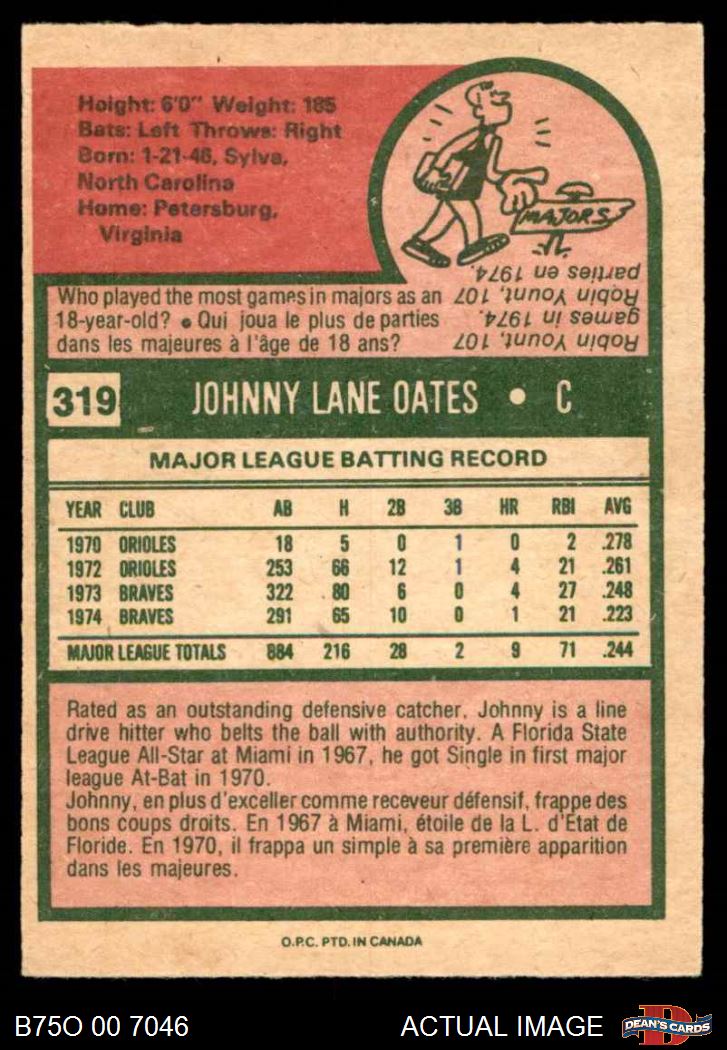 Height: 6'0" Weight: 185
Bats: Left Throws: Right
Born: 1-21-46, Sylva,
North Carolina
Home: Petersburg,
Virginia
MAJORS
Who played the most games in majors as an
18-year-old? • Qui joua le plus de parties
dans les majeures à l'âge de 18 ans?
Robin Yount, 107
games in 1974.
Robin Yount, 107
parties en 1974.
319 JOHNNY LANE OATES • C
MAJOR LEAGUE BATTING RECORD
YEAR CLUB AB H 2B 3B HR RBI AVG
1970 ORIOLES 18 5 0 1 0 2 .278
1972 ORIOLES 253 66 12 1 4 21 .261
1973 BRAVES 322 80 6 0 4 27 .248
1974 BRAVES 291 65 10 0 1 21 .223
MAJOR LEAGUE TOTALS 884 216 28 2 9 71 .244
Rated as an outstanding defensive catcher, Johnny is a line
drive hitter who belts the ball with authority. A Florida State
League All-Star at Miami in 1967, he got Single in first major
league At-Bat in 1970.
Johnny, en plus d'exceller comme receveur défensif, frappe des
bons coups droits. En 1967 à Miami, étoile de la L. d'Etat de
Floride. En 1970, il frappa un simple à sa première apparition
dans les majeures.
O.P.C. PTD. IN CANADA
B75O 00 7046 ACTUAL IMAGE
D
DEAN'S CARDS